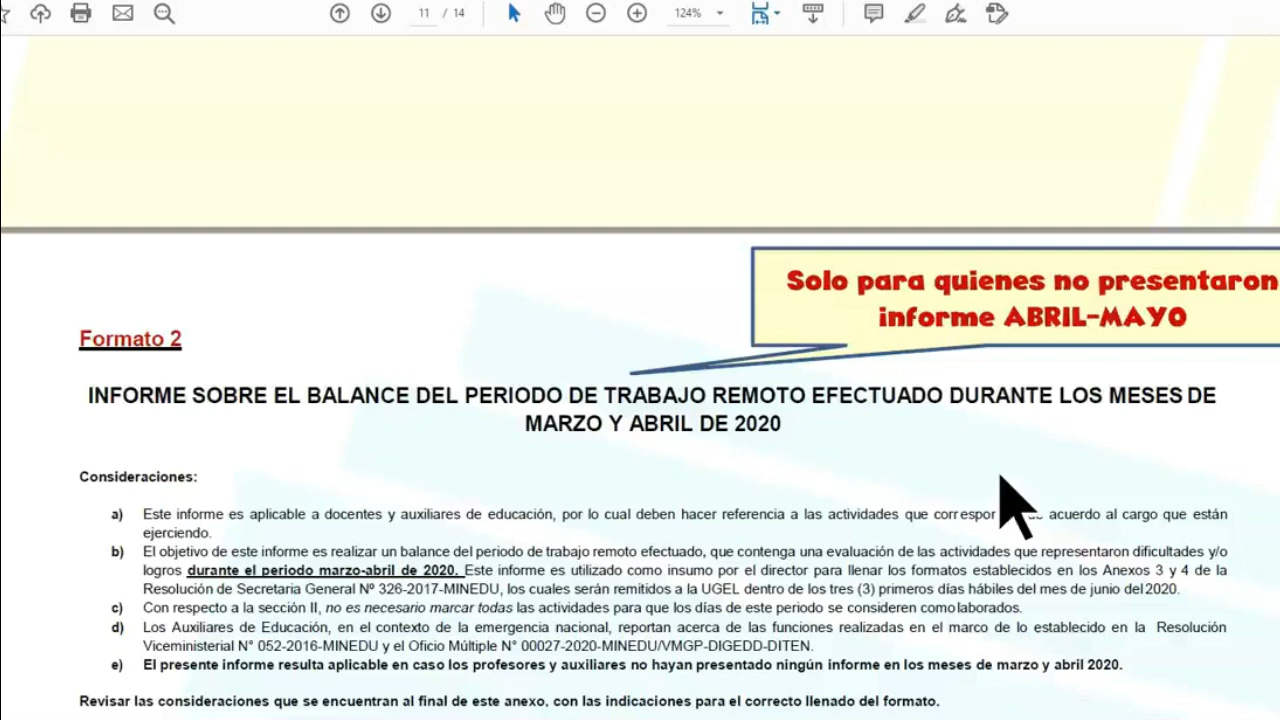 11 / 14
124%
Solo para quienes no presentaron
informe ABRIL-MAYO
Formato 2
INFORME SOBRE EL BALANCE DEL PERIODO DE TRABAJO REMOTO EFECTUADO DURANTE LOS MESES DE
MARZO Y ABRIL DE 2020
Consideraciones:
a) Este informe es aplicable a docentes y auxiliares de educación, por lo cual deben hacer referencia a las actividades que acuerdo al cargo que están
ejerciendo.
b) El objetivo de este informe es realizar un balance del periodo de trabajo remoto efectuado, que contenga una evaluación de las actividades que representaron dificultades y/o
logros durante el periodo marzo-abril de 2020. Este informe es utilizado como insumo por el director para llenar los formatos establecidos en los Anexos 3 y 4 de la
Resolución de Secretaria General Nº 326-2017-MINEDU, los cuales serán remitidos a la UGEL dentro de los tres (3) primeros días hábiles del mes de junio del 2020.
c) Con respecto a la sección II, no es necesario marcar todas las actividades para que los días de este periodo se consideren como laborados.
d) Los Auxiliares de Educación, en el contexto de la emergencia nacional, reportan acerca de las funciones realizadas en el marco de lo establecido en la Resolución
Viceministerial N° 052-2016-MINEDU y el Oficio Múltiple N° 00027-2020-MINEDU/VMGP-DIGEDD-DITEN.
e) El presente informe resulta aplicable en caso los profesores y auxiliares no hayan presentado ningún informe en los meses de marzo y abril 2020.
Revisar las consideraciones que se encuentran al final de este anexo, con las indicaciones para el correcto llenado del formato.